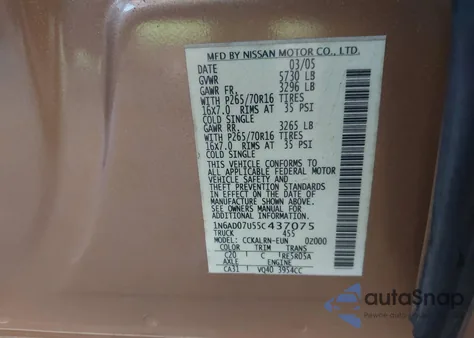 MFD BY NISSAN MOTOR CO., LTD.
DATE 03/05
GVWR 5730 LB
GAWR FR. 3296 LB
WITH P265/70R16 TIRES
16X7.0 RIMS AT 35 PSI
COLD SINGLE
GAWR RR. 3265 LB
WITH P265/70R16 TIRES
16X7.0 RIMS AT 35 PSI
COLD SINGLE
THIS VEHICLE CONFORMS TO
ALL APPLICABLE FEDERAL MOTOR
VEHICLE SAFETY AND
THEFT PREVENTION STANDARDS
IN EFFECT ON THE DATE OF
MANUFACTURE SHOWN ABOVE.
SEE OWNER'S MANUAL FOR
ADDITIONAL INFORMATION.
1N6AD07U55C437075
TRUCK 455
MODEL: CCKALRN-EUN 02000
COLOR TRIM TRANS
C20 C TRE5R05A
AXLE ENGINE
CA31 VQ40 3954CC
autoSnap